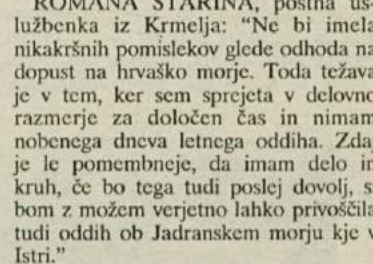 ROMANA STARINA, poštna us-
lužbenka iz Krmelja: “Ne bi imela
nikakršnih pomislekov glede odhoda na
dopust na hrvaško morje. Toda težava
je v tem, ker sem sprejeta v delovno
razmerje za določen čas in nimam
nobenega dneva letnega oddiha. Zdaj
je le pomembneje, da imam delo in
kruh, če bo tega tudi poslej dovolj, s
bom z možem verjetno lahko privoščila
tudi oddih ob Jadranskem morju kje v
Istri.”